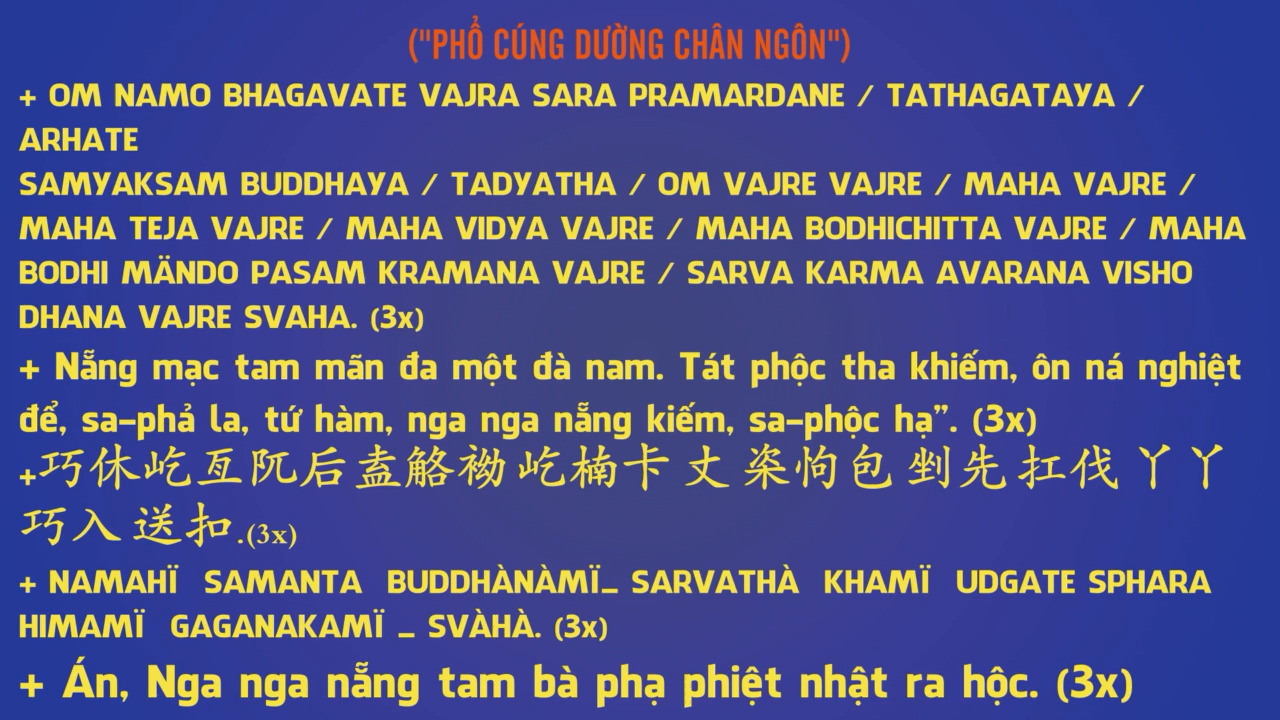 ("PHỔ CÚNG DƯỜNG CHÂN NGÔN")
+ OM NAMO BHAGAVATE VAJRA SARA PRAMARDANE / TATHAGATAYA /
ARHATE
SAMYAKSAM BUDDHAYA / TADYATHA / OM VAJRE VAJRE / MAHA VAJRE /
MAHA TEJA VAJRE / MAHA VIDYA VAJRE / MAHA BODHICHITTA VAJRE / MAHA
BODHI MÄNDO PASAM KRAMANA VAJRE / SARVA KARMA AVARANA VISHO
DHANA VAJRE SVAHA. (3x)
+ Nẵng mạc tam mãn đa một đà nam. Tát phộc tha khiếm, ôn ná nghiệt
để, sa-phả la, tứ hàm, nga nga nẵng kiếm, sa-phộc hạ”. (3x)
+巧休屹亙阢后盍觡袎屹楠卡丈柒怐包剉先扛伐丫丫
巧入送扣.(3x)
+ NAMAHÏ SAMANTA BUDDHÀNÀMÏ_ SARVATHÀ KHAMÏ UDGATE SPHARA
HIMAMÏ GAGANAKAMÏ _ SVÀHÀ. (3x)
+ Án, Nga nga nẵng tam bà phạ phiệt nhật ra hộc. (3x)